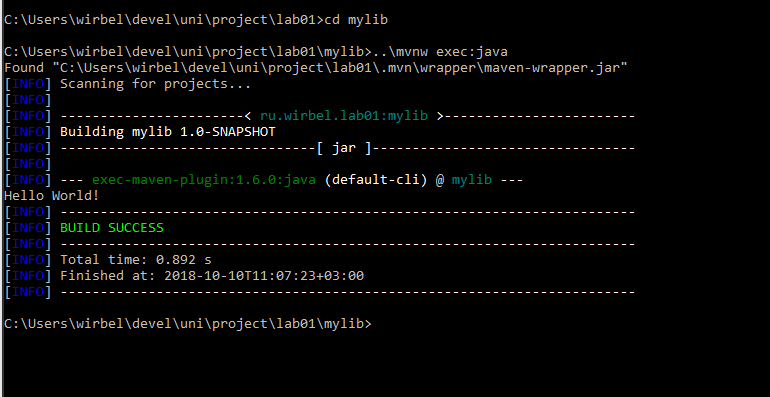 C:\Users\wirbel\devel\uni\project\lab01>cd mylib
C:\Users\wirbel\devel\uni\project\lab01\mylib>..\mvnw exec:java
Found "C:\Users\wirbel\devel\uni\project\lab01\.mvn\wrapper\maven-wrapper.jar"
[INFO] Scanning for projects...
[INFO]
[INFO] -----------------------< ru.wirbel.lab01:mylib >------------------------
[INFO] Building mylib 1.0-SNAPSHOT
[INFO] --------------------------------[ jar ]---------------------------------
[INFO]
[INFO] --- exec-maven-plugin:1.6.0:java (default-cli) @ mylib ---
Hello World!
[INFO] ------------------------------------------------------------------------
[INFO] BUILD SUCCESS
[INFO] ------------------------------------------------------------------------
[INFO] Total time: 0.892 s
[INFO] Finished at: 2018-10-10T11:07:23+03:00
[INFO] ------------------------------------------------------------------------
C:\Users\wirbel\devel\uni\project\lab01\mylib>